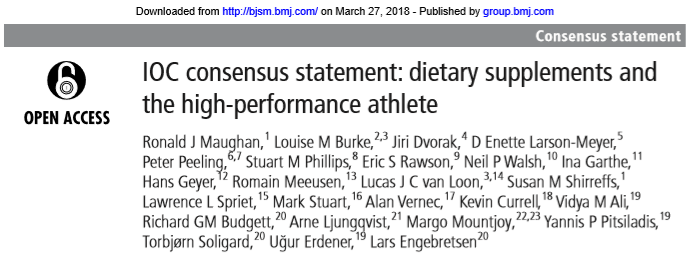 Downloaded from http://bjsm.bmj.com/ on March 27, 2018 - Published by group.bmj.com
Consensus statement
OPEN ACCESS
IOC consensus statement: dietary supplements and
the high-performance athlete
Ronald J Maughan,1 Louise M Burke,2,3 Jiri Dvorak,4 D Enette Larson-Meyer,5
Peter Peeling,6,7 Stuart M Phillips,8 Eric S Rawson,9 Neil P Walsh,10 Ina Garthe,11
Hans Geyer,12 Romain Meeusen,13 Lucas J C van Loon,3,14 Susan M Shirreffs,1
Lawrence L Spriet,15 Mark Stuart,16 Alan Vernec,17 Kevin Currell,18 Vidya M Ali,19
Richard GM Budgett,20 Arne Ljungqvist,21 Margo Mountjoy,22,23 Yannis P Pitsiladis,19
Torbjørn Soligard,20 Uğur Erdener,19 Lars Engebretsen20